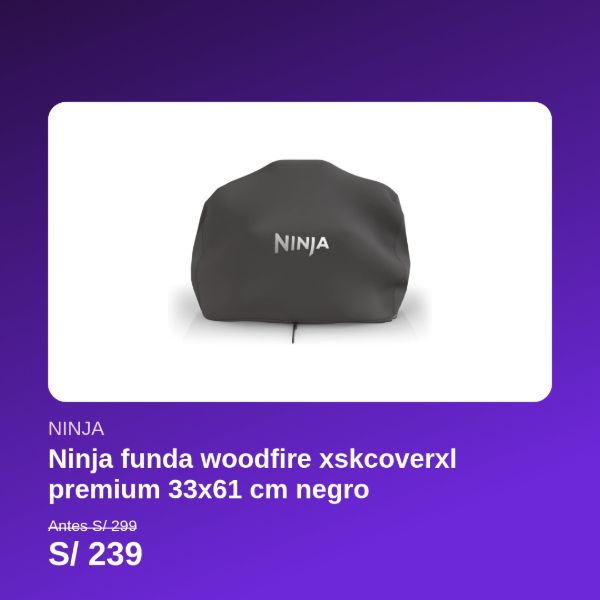 NINJA
NINJA
Ninja funda woodfire xskcoverxl
premium 33x61 cm negro
Antes S/ 299
S/ 239